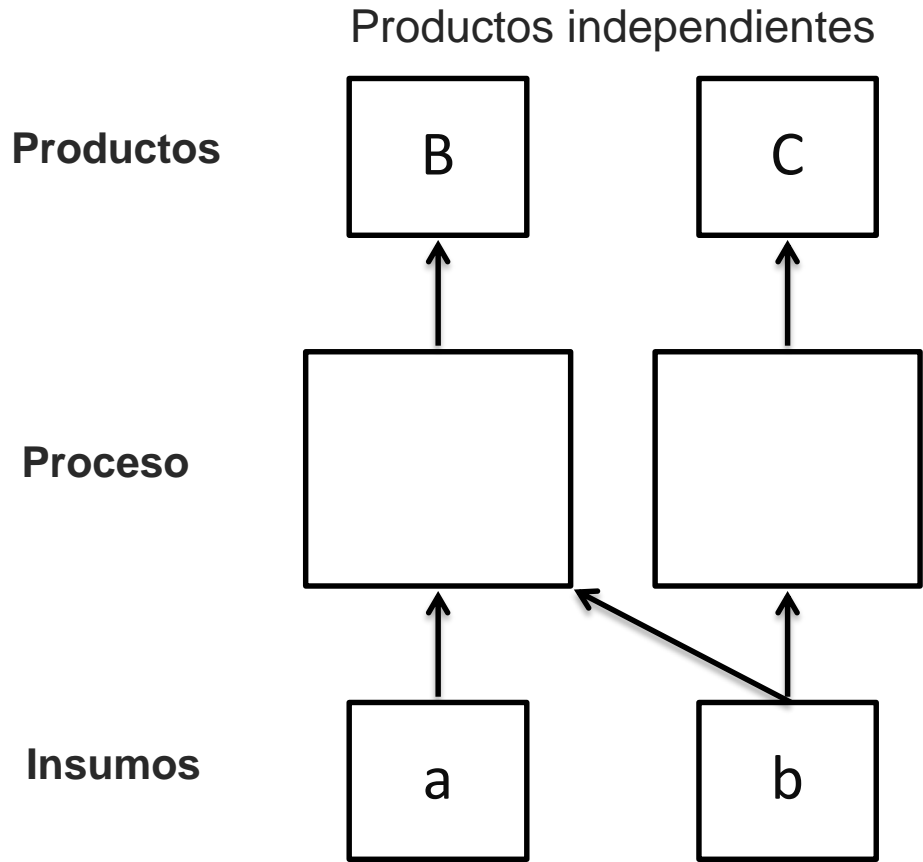 Productos independientes
Productos
B
C
Proceso
Insumos
a
b